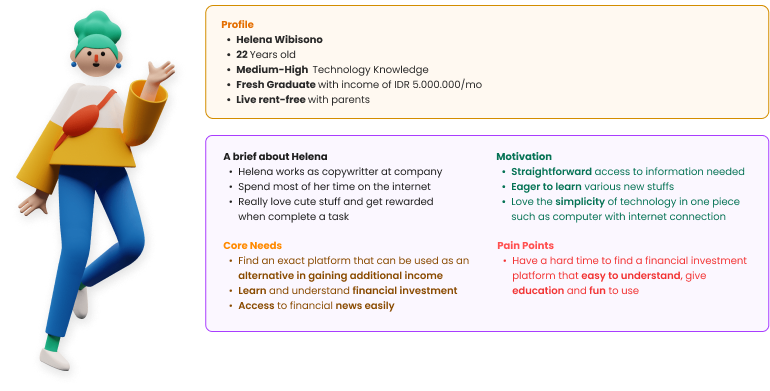 Profile
• Helena Wibisono
• 22 Years old
• Medium-High Technology Knowledge
• Fresh Graduate with income of IDR 5.000.000/mo
• Live rent-free with parents
A brief about Helena
• Helena works as copywritter at company
• Spend most of her time on the internet
• Really love cute stuff and get rewarded
when complete a task
Motivation
• Straightforward access to information needed
• Eager to learn various new stuffs
• Love the simplicity of technology in one piece
such as computer with internet connection
Core Needs
• Find an exact platform that can be used as an
alternative in gaining additional income
• Learn and understand financial investment
• Access to financial news easily
Pain Points
• Have a hard time to find a financial investment
platform that easy to understand, give
education and fun to use